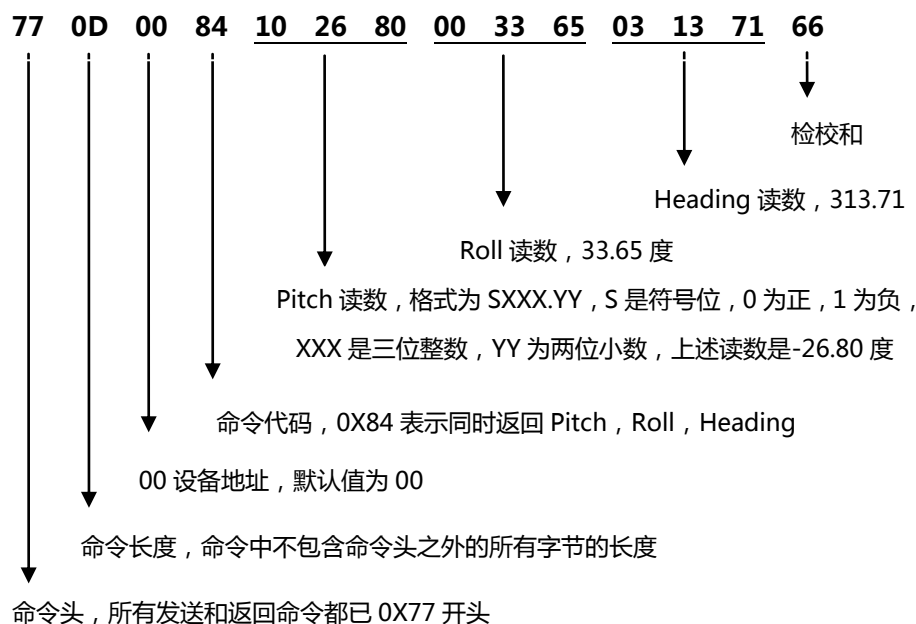 77 0D 00 84 10 26 80 00 33 65 03 13 71 66
检校和
Heading 读数，313.71
Roll 读数，33.65 度
Pitch 读数，格式为 SXXX.YY，S 是符号位，0 为正，1 为负，
XXX 是三位整数，YY 为两位小数，上述读数是-26.80 度
命令代码，0X84 表示同时返回 Pitch，Roll，Heading
00 设备地址，默认值为 00
命令长度，命令中不包含命令头之外的所有字节的长度
命令头，所有发送和返回命令都已 0X77 开头